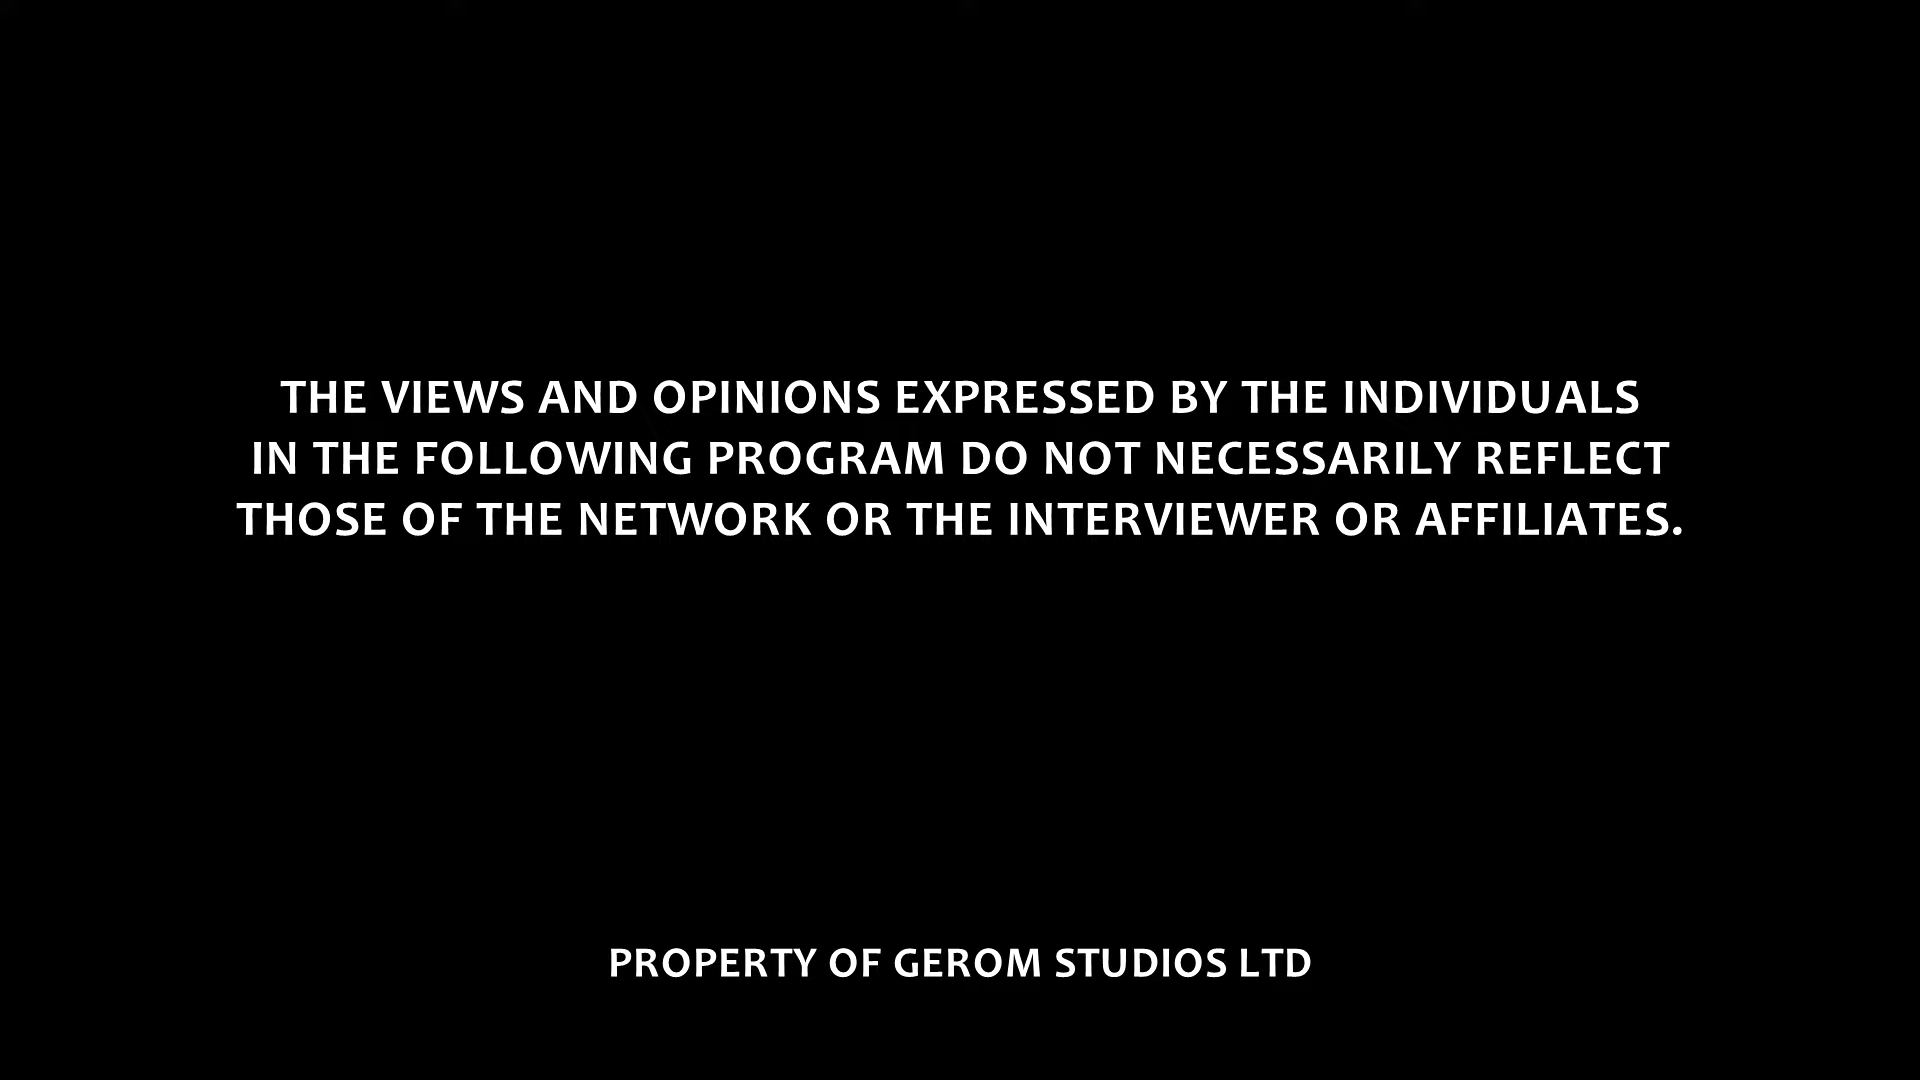 THE VIEWS AND OPINIONS EXPRESSED BY THE INDIVIDUALS
IN THE FOLLOWING PROGRAM DO NOT NECESSARILY REFLECT
THOSE OF THE NETWORK OR THE INTERVIEWER OR AFFILIATES.
PROPERTY OF GEROM STUDIOS LTD